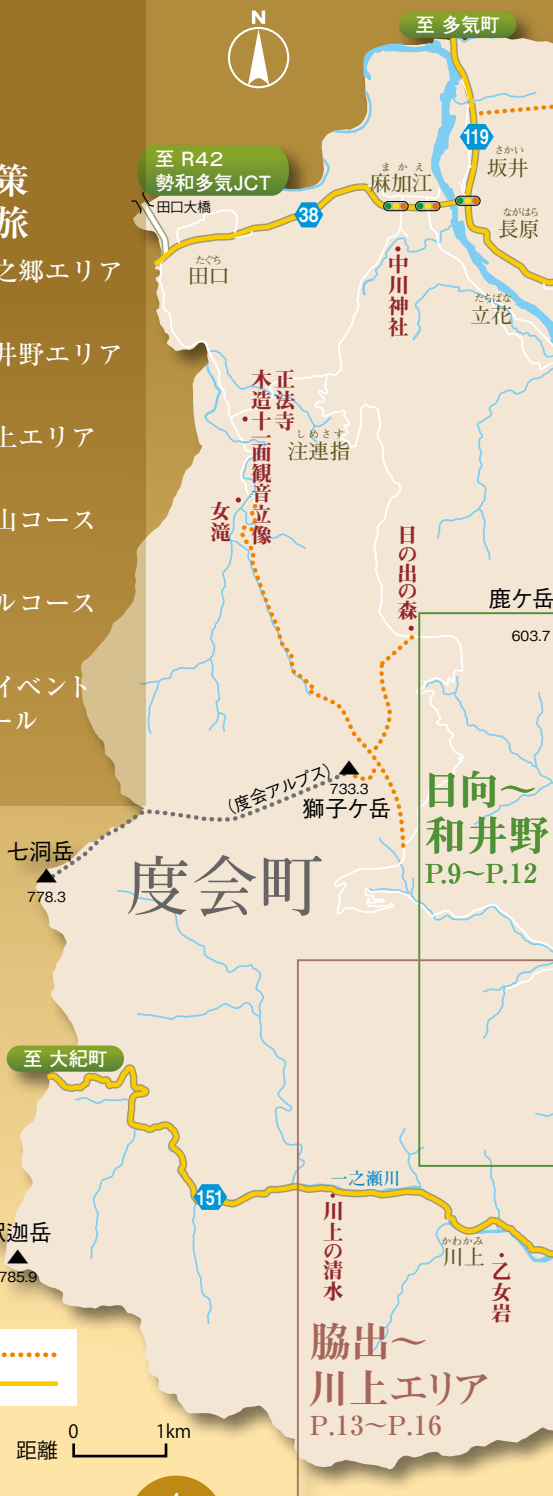 N
至 多気町
119
さかい
坂井
至 R42
勢和多気JCT
田口大橋
まかえ
麻加江
38
ながはら
長原
たぐち
田口
中川神社
たちばな
立花
策
旅
之郷エリア
井野エリア
上エリア
山コース
ルコース
イベント
ール
正法寺
木造十一面観音立像
しめさす
注連指
女滝
日の出の森
鹿ケ岳
603.7
(度会アルプス)
733.3
獅子ケ岳
日向〜
和井野
P.9〜P.12
七洞岳
778.3
度会町
至 大紀町
151
一之瀬川
川上の清水
かわかみ
川上
乙女岩
迦岳
785.9
脇出〜
川上エリア
P.13〜P.16
距離
0
1km